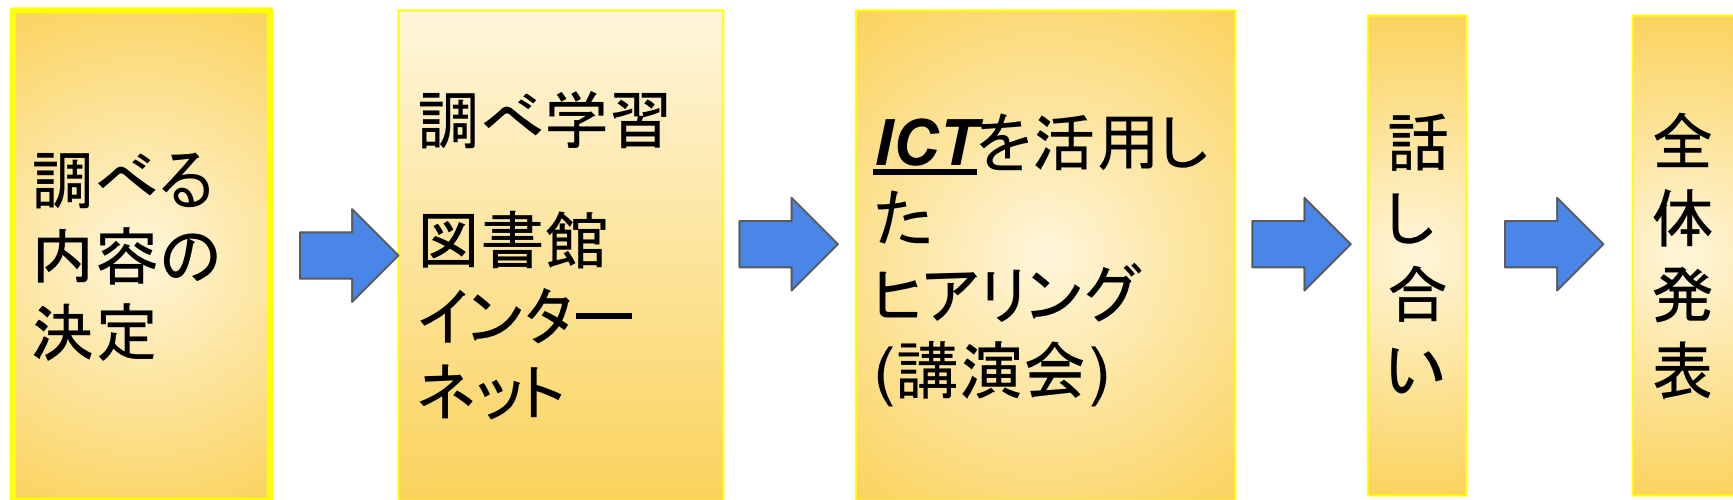 調べる
内容の
決定
調べ学習
図書館
インター
ネット
ICTを活用し
た
ヒアリング
(講演会)
話し合い
全体発表